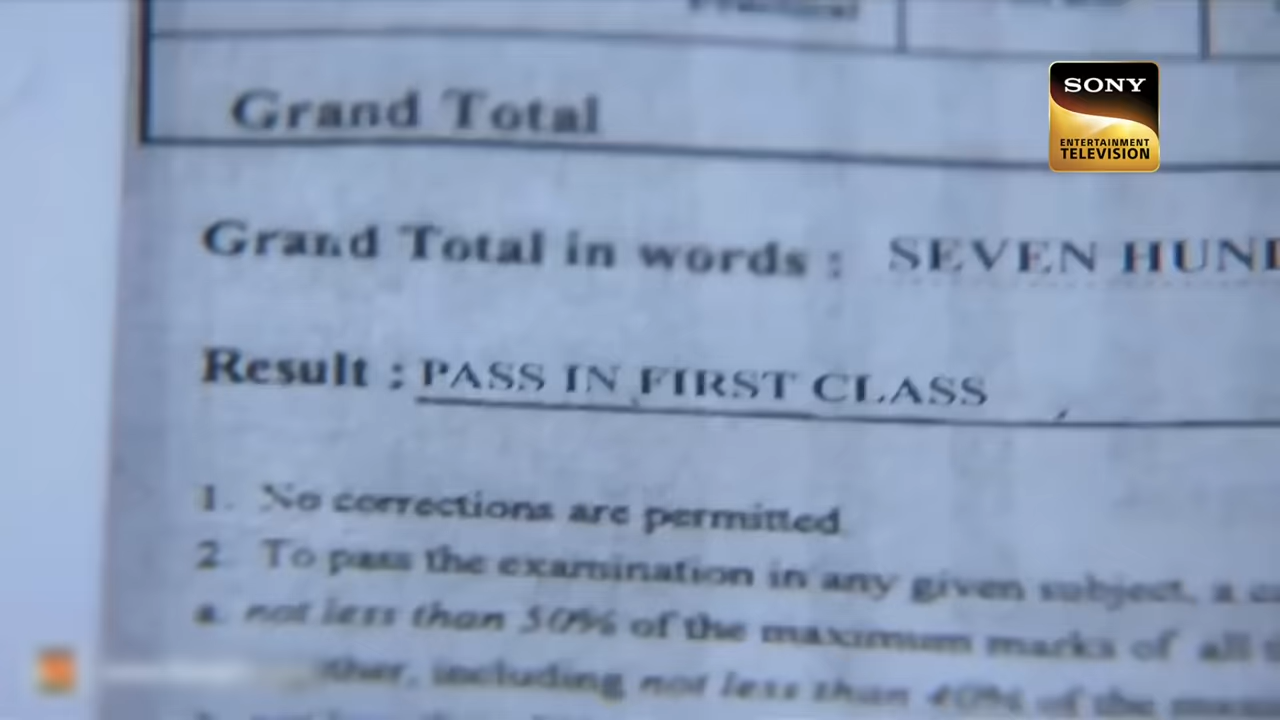 SONY
ENTERTAINMENT
TELEVISION
Grand Total
Grand Total in words : SEVEN HUND
Result : PASS IN FIRST CLASS
1. No corrections are permitted
2. To pass the examination in any given subject, a
a. not less than 50% of the maximum marks of all
including not less than 40% of the